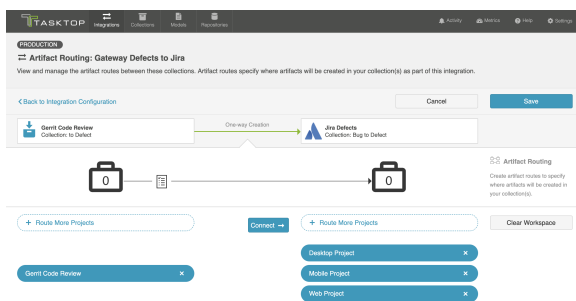 TASKTOP
Integrations
Collections
Models
Repositories
Activity
Metrics
Help
Settings
PRODUCTION
Artifact Routing: Gateway Defects to Jira
View and manage the artifact routes between these collections. Artifact routes specify where artifacts will be created in your collection(s) as part of this integration.
Back to Integration Configuration
Cancel
Save
Gerrit Code Review
Collection: to Defect
One-way Creation
Jira Defects
Collection: Bug to Defect
0
0
Artifact Routing
Create artifact routes to specify
where artifacts will be created in
your collection(s).
+ Route More Projects
Connect →
+ Route More Projects
Clear Workspace
Desktop Project ×
Gerrit Code Review ×
Mobile Project ×
Web Project ×